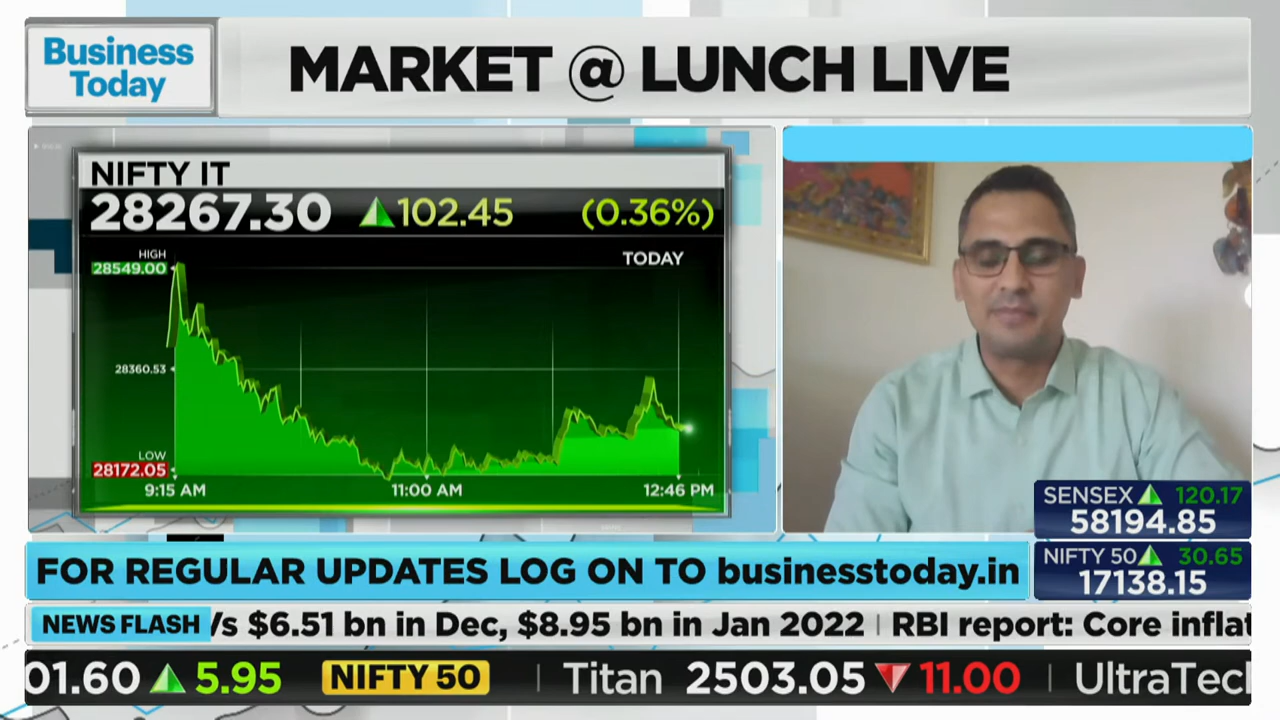 Business
Today
MARKET @ LUNCH LIVE
NIFTY IT
28267.30 102.45 (0.36%)
HIGH
28549.00
TODAY
28360.53
LOW
28172.05
9:15 AM 11:00 AM 12:46 PM
SENSEX 120.17
58194.85
NIFTY 50 30.65
17138.15
FOR REGULAR UPDATES LOG ON TO businesstoday.in
NEWS FLASH /s $6.51 bn in Dec, $8.95 bn in Jan 2022 | RBI report: Core inflat
01.60 5.95 NIFTY 50 | Titan 2503.05 11.00 | UltraTecl